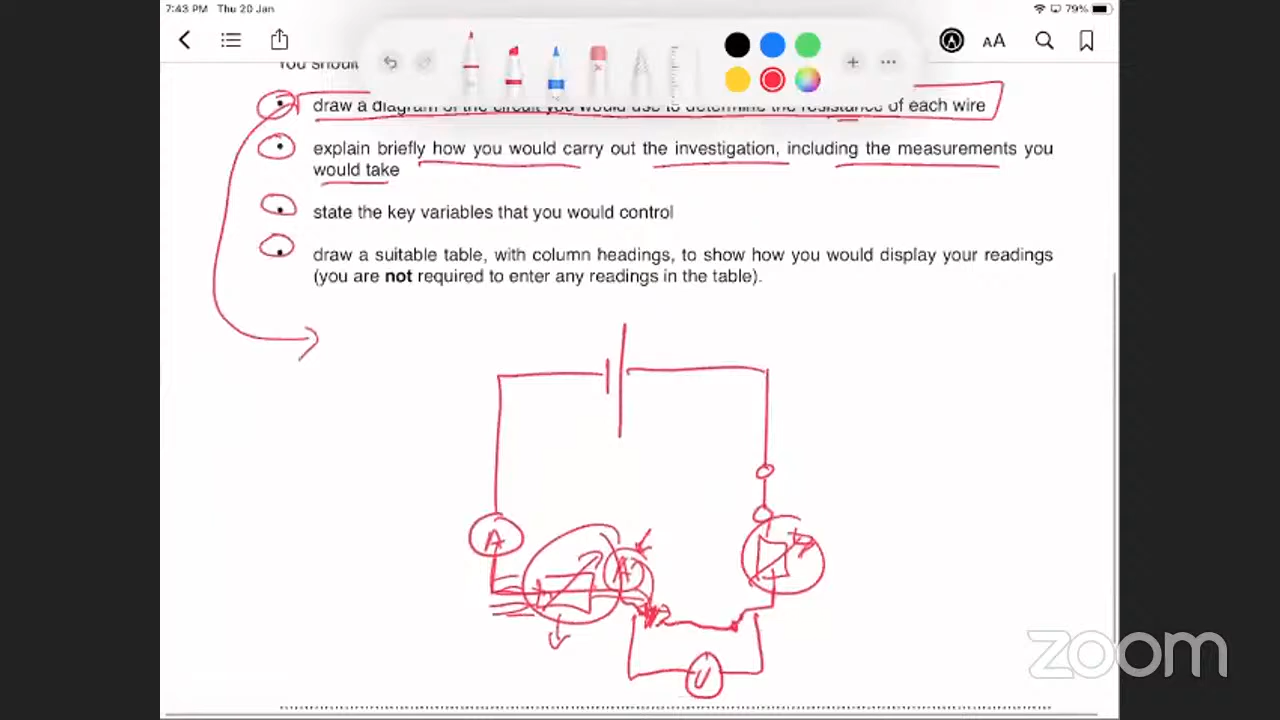 7:43 PM Thu 20 Jan
79%
AA
You should
draw a diagram of the circuit you would use to determine the resistance of each wire
explain briefly how you would carry out the investigation, including the measurements you
would take
state the key variables that you would control
draw a suitable table, with column headings, to show how you would display your readings
(you are not required to enter any readings in the table).
A
A
V
zoom